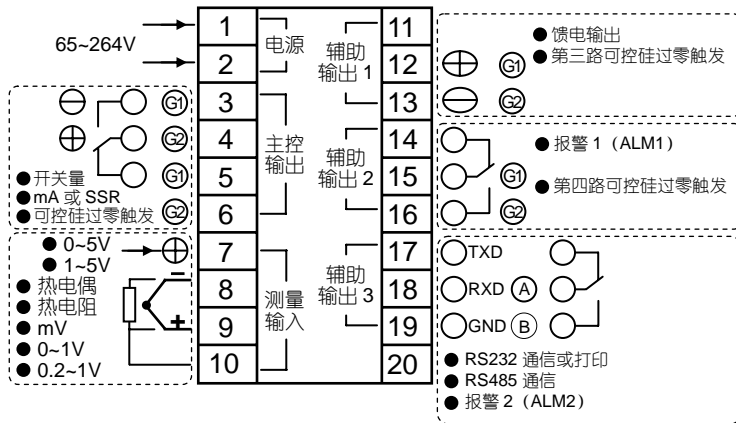 65~264V
G1
G2
G1
G2
● 开关量
● mA 或 SSR
● 可控硅过零触发
● 0~5V
● 1~5V
● 热电偶
● 热电阻
● mV
● 0~1V
● 0.2~1V
1
2
3
4
5
6
7
8
9
10
电源
主控
输出
测量
输入
辅助
输出 1
辅助
输出 2
辅助
输出 3
11
12
13
14
15
16
17
18
19
20
G1
G2
● 馈电输出
● 第三路可控硅过零触发
G1
G2
● 报警 1（ALM1）
● 第四路可控硅过零触发
TXD
RXD A
GND B
● RS232 通信或打印
● RS485 通信
● 报警 2（ALM2）